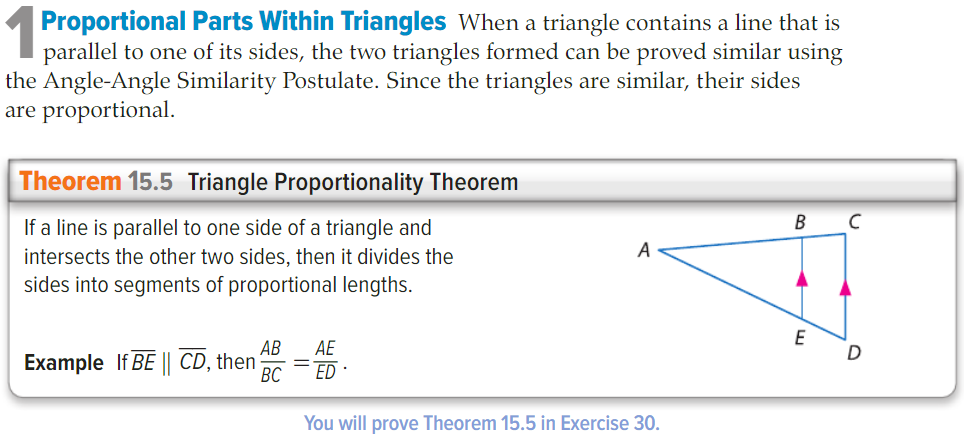 1 Proportional Parts Within Triangles When a triangle contains a line that is
parallel to one of its sides, the two triangles formed can be proved similar using
the Angle-Angle Similarity Postulate. Since the triangles are similar, their sides
are proportional.
Theorem 15.5 Triangle Proportionality Theorem
If a line is parallel to one side of a triangle and
intersects the other two sides, then it divides the
sides into segments of proportional lengths.
Example If BE || CD, then AB/BC = AE/ED.
A
B
C
E
D
You will prove Theorem 15.5 in Exercise 30.